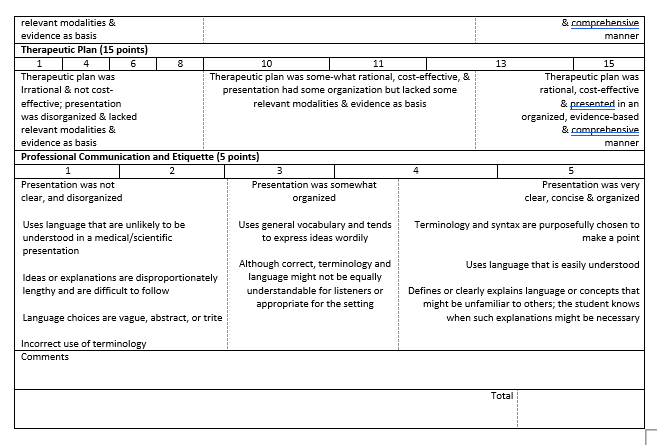 relevant modalities &
evidence as basis
& comprehensive
manner
Therapeutic Plan (15 points)
1 4 6 8 10 11 13 15
Therapeutic plan was
Irrational & not cost-
effective; presentation
was disorganized & lacked
relevant modalities &
evidence as basis
Therapeutic plan was some-what rational, cost-effective, &
presentation had some organization but lacked some
relevant modalities & evidence as basis
Therapeutic plan was
rational, cost-effective
& presented in an
organized, evidence-based
& comprehensive
manner
Professional Communication and Etiquette (5 points)
1 2 3 4 5
Presentation was not
clear, and disorganized
Uses language that are unlikely to be
understood in a medical/scientific
presentation
Ideas or explanations are disproportionately
lengthy and are difficult to follow
Language choices are vague, abstract, or trite
Incorrect use of terminology
Presentation was somewhat
organized
Uses general vocabulary and tends
to express ideas wordily
Although correct, terminology and
language might not be equally
understandable for listeners or
appropriate for the setting
Presentation was very
clear, concise & organized
Terminology and syntax are purposefully chosen to
make a point
Uses language that is easily understood
Defines or clearly explains language or concepts that
might be unfamiliar to others; the student knows
when such explanations might be necessary
Comments
Total